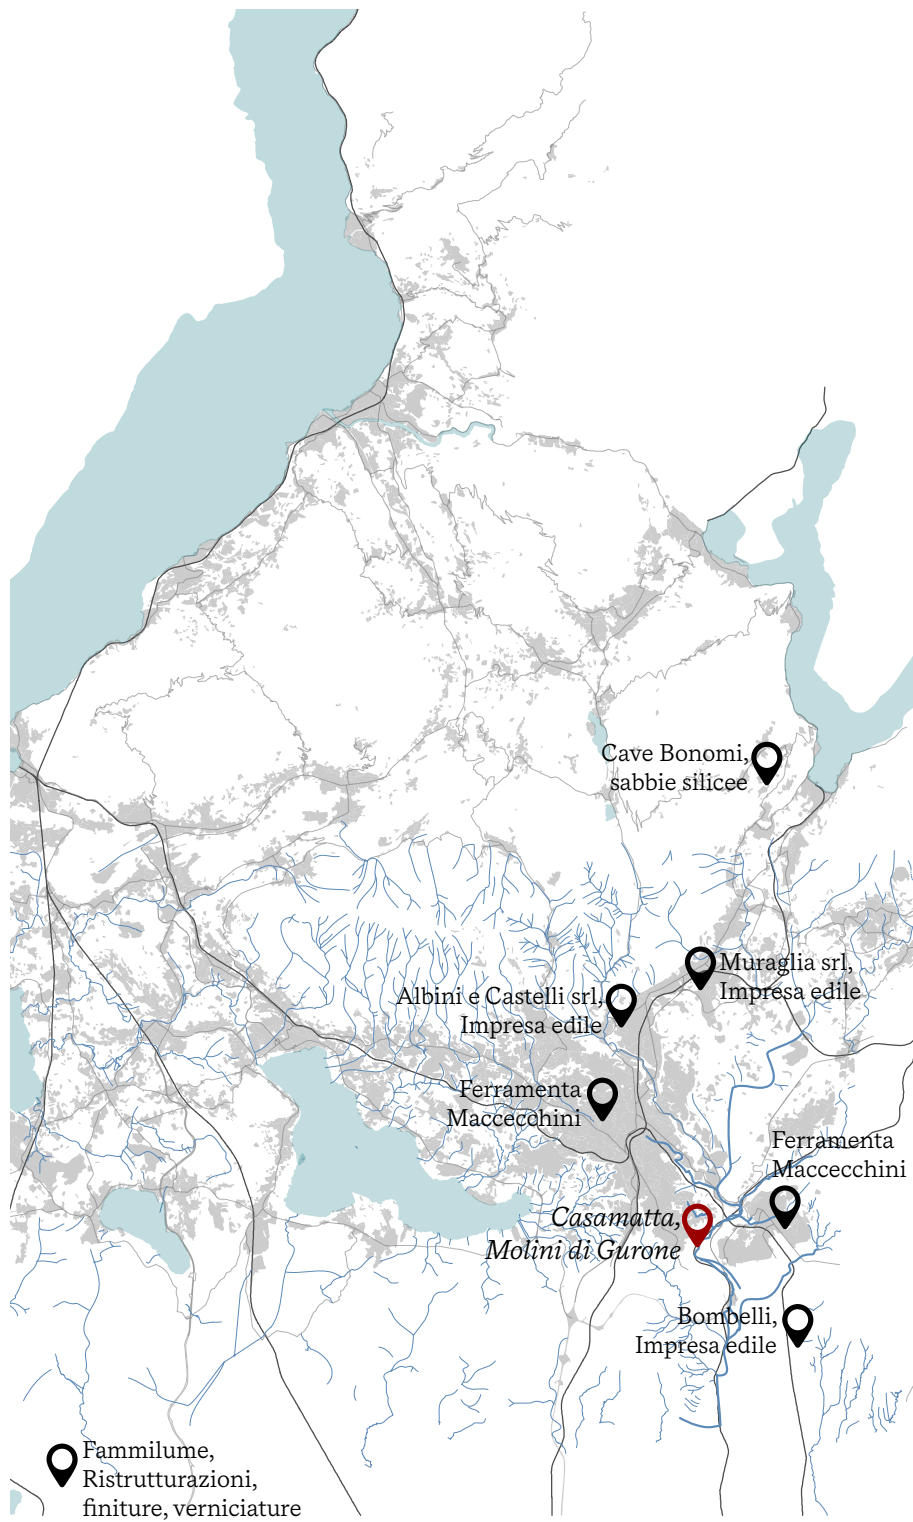 Cave Bonomi,
sabbie silicee
Muraglia srl,
Impresa edile
Albini e Castelli srl,
Impresa edile
Ferramenta
Maccecchini
Ferramenta
Maccecchini
Casamatta,
Molini di Gurone
Bombelli,
Impresa edile
Fammilume,
Ristrutturazioni,
finiture, verniciature